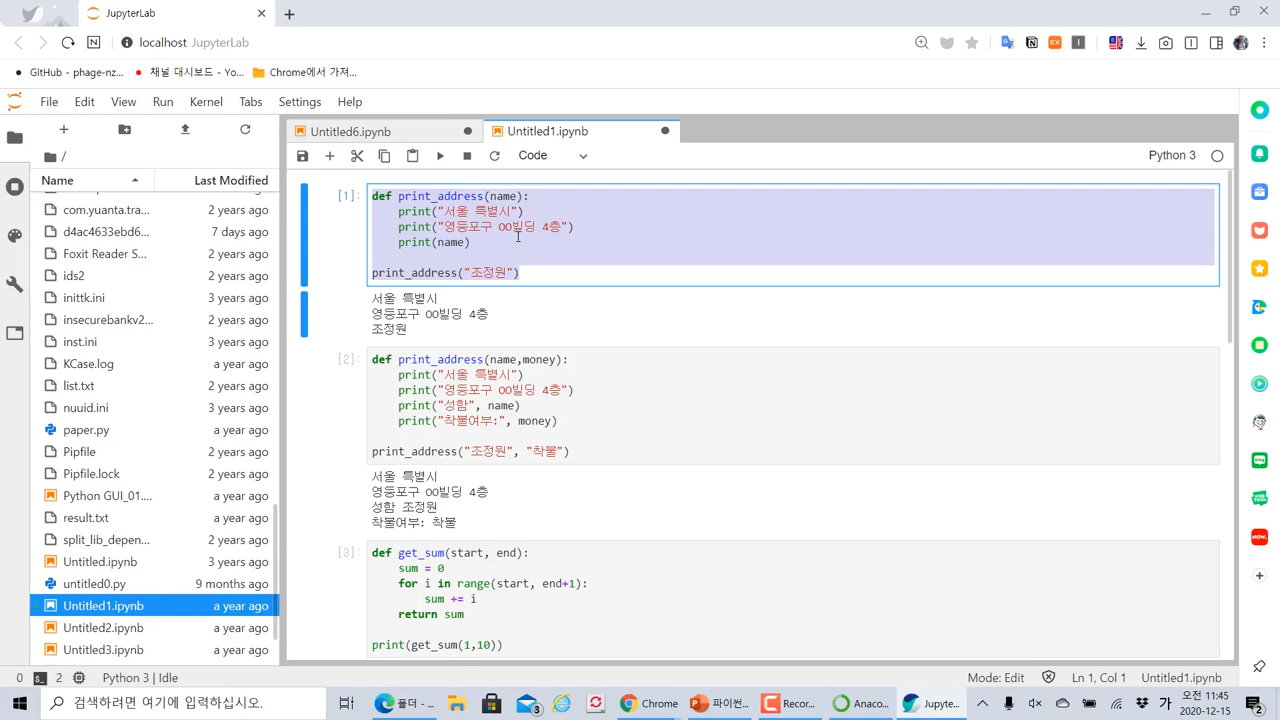 JupyterLab
localhost JupyterLab
GitHub - phage-nz...
채널 대시보드 - Yo...
Chrome에서 가져...
File Edit View Run Kernel Tabs Settings Help
Untitled6.ipynb
Untitled1.ipynb
Code
Python 3
/
Name
Last Modified
com.yuanta.tra... 2 years ago
d4ac4633ebd6... 7 days ago
Foxit Reader S... 2 years ago
ids2 2 years ago
inittk.ini 3 years ago
insecurebankv2... 3 years ago
inst.ini 3 years ago
KCase.log a year ago
list.txt 2 years ago
nuuid.ini 2 years ago
paper.py a year ago
Pipfile 2 years ago
Pipfile.lock 2 years ago
Python GUI_01.... a year ago
result.txt a year ago
split_lib_depen... 2 years ago
Untitled.ipynb a year ago
untitled0.py 9 months ago
Untitled1.ipynb a year ago
Untitled2.ipynb a year ago
Untitled3.ipynb a year ago
[1]:
def print_address(name):
print("서울 특별시")
print("영등포구 OO빌딩 4층")
print(name)
print_address("조정원")
서울 특별시
영등포구 OO빌딩 4층
조정원
[2]:
def print_address(name,money):
print("서울 특별시")
print("영등포구 OO빌딩 4층")
print("성함", name)
print("착불여부:", money)
print_address("조정원", "착불")
서울 특별시
영등포구 OO빌딩 4층
성함 조정원
착불여부: 착불
[3]:
def get_sum(start, end):
sum = 0
for i in range(start, end+1):
sum += i
return sum
print(get_sum(1,10))
0
2
Python 3 | Idle
Mode: Edit
Ln 1, Col 1
Untitled1.ipynb
검색하려면 여기에 입력하십시오.
폴더 - ...
3
Chrome
파이썬...
Recor...
Anaco...
Jupyte...
가
오전 11:45
2020-12-15
2
NOW.